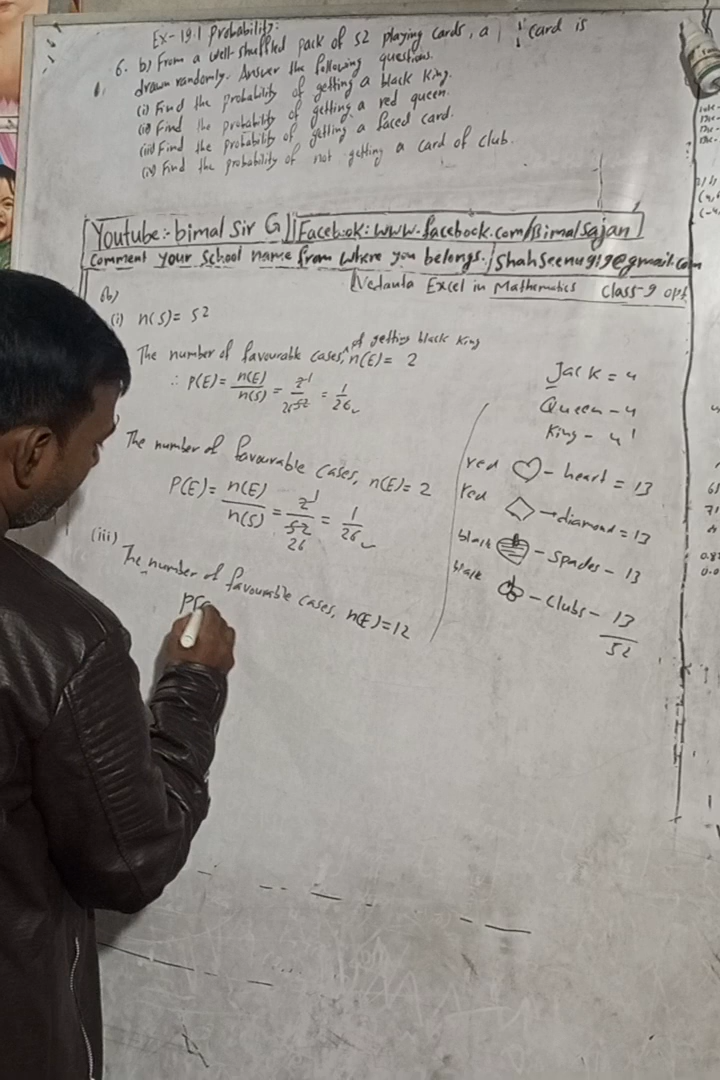 Ex-19.1 Probability:
6. b) From a well-shuffled pack of 52 playing cards, a card is
drawn randomly. Answer the following questions.
(i) Find the probability of getting a black King.
(ii) Find the probability of getting a red queen.
(iii) Find the probability of getting a faced card.
(iv) Find the probability of not getting a card of club.
Youtube:- bimal Sir G || Facebook: www.facebook.com/Bimalsajan
Comment your School name from where you belongs. / Shahseenu919@gmail.com
Vedanta Excel in Mathematics Class-9 opt
6b)
(i) n(S) = 52
of getting black King
The number of favourable cases, n(E) = 2
∴ P(E) = n(E)/n(S) = 2/52 = 1/26
1
26
The number of favourable cases, n(E) = 2
P(E) = n(E)/n(S) = 2/52 = 1/26
1
26
(iii)
The number of favourable cases, n(E) = 12
Jack = 4
Queen - 4
King - 4
red ♡ - heart = 13
red ◇ → diamond = 13
black - Spades - 13
black - Clubs - 13
52